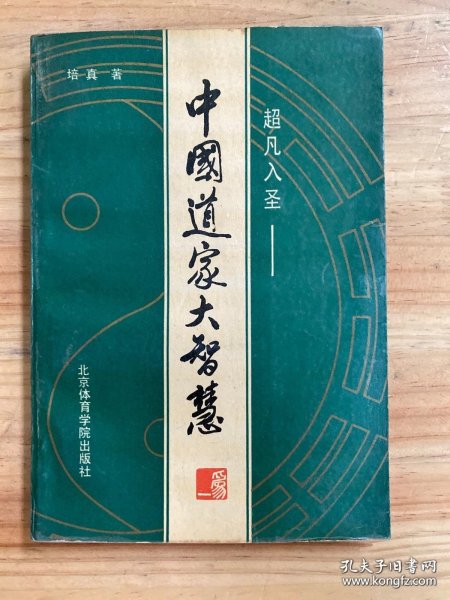 培真 著
超凡入圣——
中國道家大智慧
北京体育学院出版社
孔夫子旧书网
www.kongfz.com